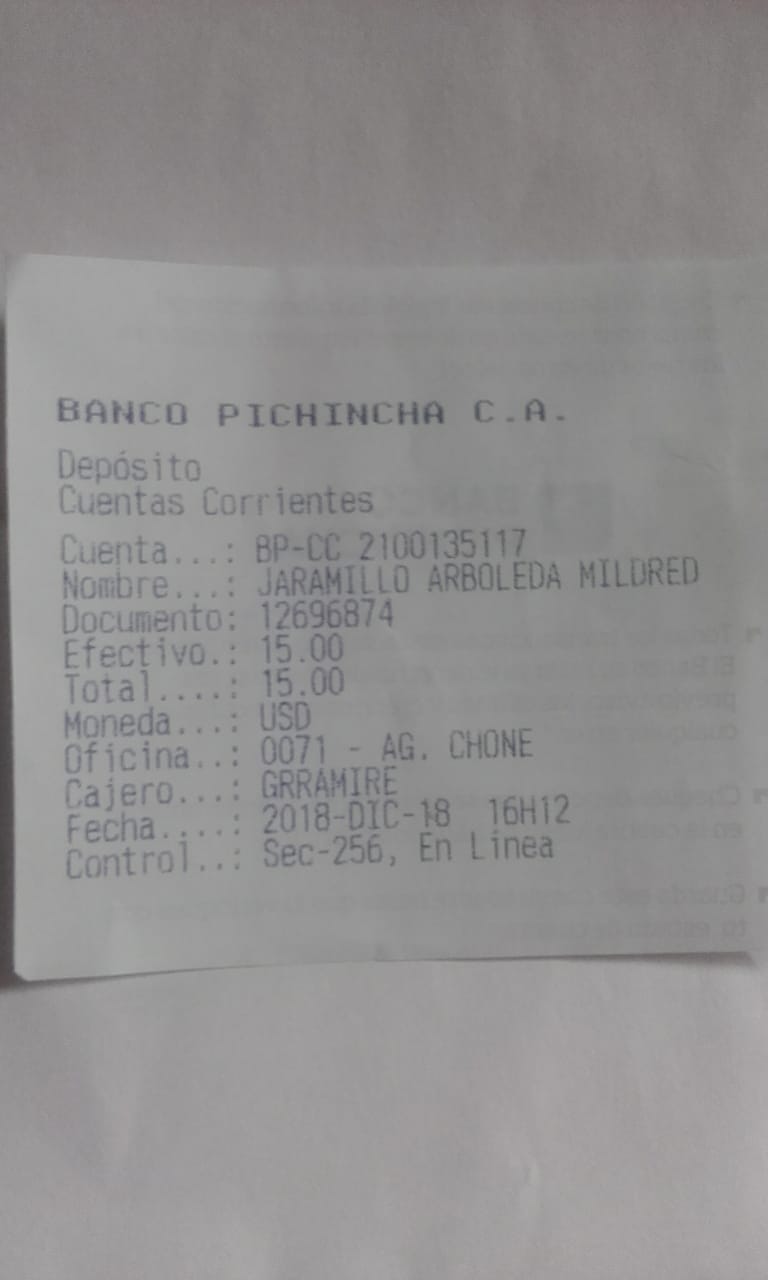 BANCO PICHINCHA C.A.
Depósito
Cuentas Corrientes
Cuenta...: BP-CC 2100135117
Nombre...: JARAMILLO ARBOLEDA MILDRED
Documento: 12696874
Efectivo.: 15.00
Total....: 15.00
Moneda...: USD
Oficina..: 0071 - AG. CHONE
Cajero...: GRRAMIRE
Fecha....: 2018-DIC-18 16H12
Control..: Sec-256, En Línea